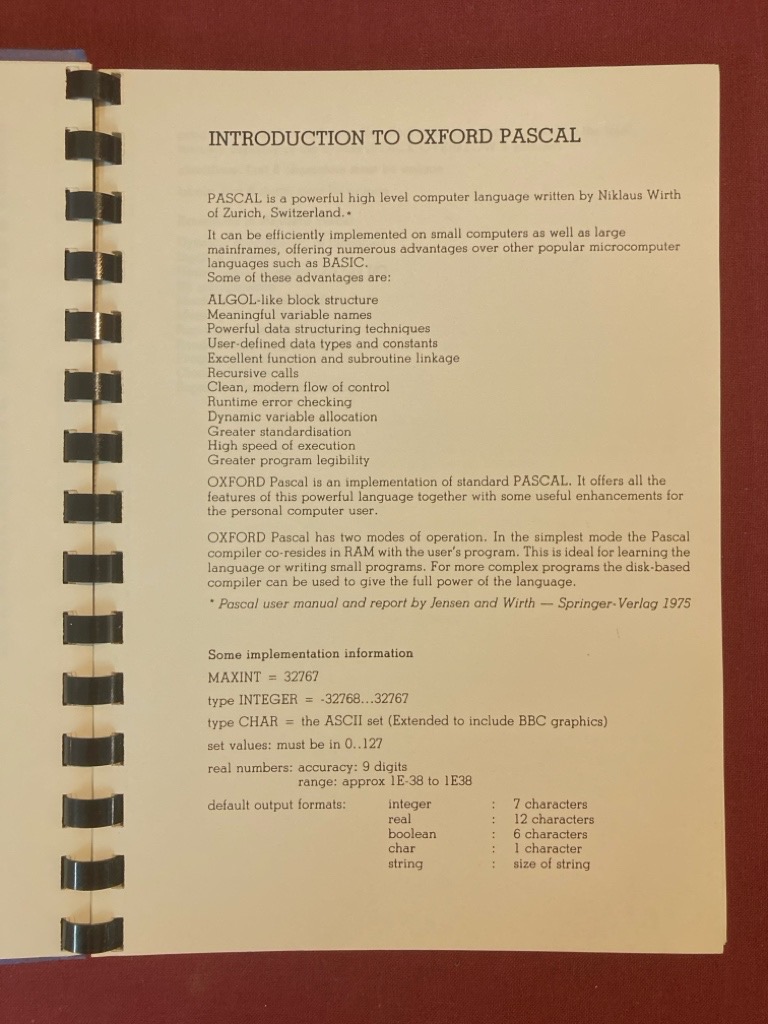 INTRODUCTION TO OXFORD PASCAL
PASCAL is a powerful high level computer language written by Niklaus Wirth
of Zurich, Switzerland.*
It can be efficiently implemented on small computers as well as large
mainframes, offering numerous advantages over other popular microcomputer
languages such as BASIC.
Some of these advantages are:
ALGOL-like block structure
Meaningful variable names
Powerful data structuring techniques
User-defined data types and constants
Excellent function and subroutine linkage
Recursive calls
Clean, modern flow of control
Runtime error checking
Dynamic variable allocation
Greater standardisation
High speed of execution
Greater program legibility
OXFORD Pascal is an implementation of standard PASCAL. It offers all the
features of this powerful language together with some useful enhancements for
the personal computer user.
OXFORD Pascal has two modes of operation. In the simplest mode the Pascal
compiler co-resides in RAM with the user's program. This is ideal for learning the
language or writing small programs. For more complex programs the disk-based
compiler can be used to give the full power of the language.
* Pascal user manual and report by Jensen and Wirth — Springer-Verlag 1975
Some implementation information
MAXINT = 32767
type INTEGER = -32768...32767
type CHAR = the ASCII set (Extended to include BBC graphics)
set values: must be in 0..127
real numbers: accuracy: 9 digits
range: approx 1E-38 to 1E38
default output formats: integer : 7 characters
real : 12 characters
boolean : 6 characters
char : 1 character
string : size of string